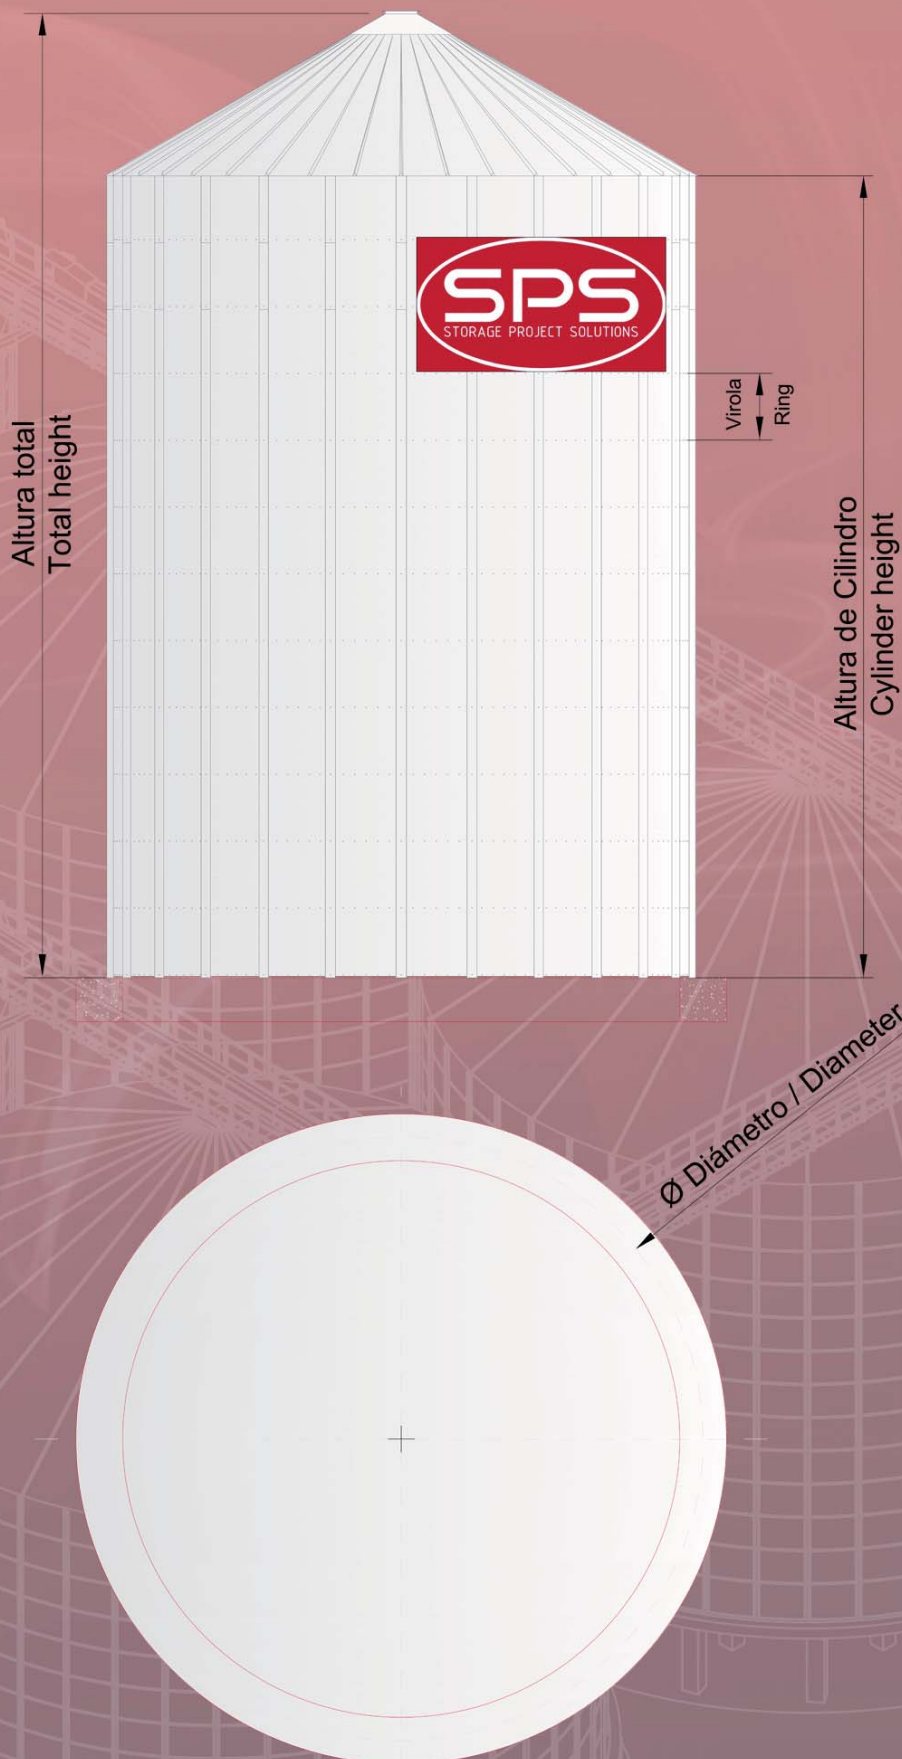 SPS
STORAGE PROJECT SOLUTIONS
Virola
Ring
Altura total
Total height
Altura de Cilindro
Cylinder height
Ø Diámetro / Diameter